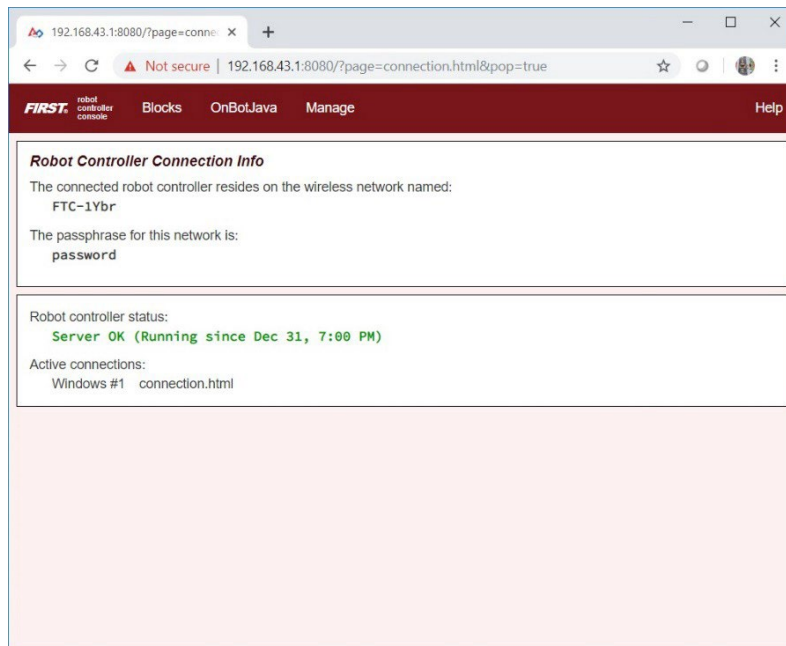 192.168.43.1:8080/?page=conne
Not secure | 192.168.43.1:8080/?page=connection.html&pop=true
FIRST. robot controller console Blocks OnBotJava Manage Help
Robot Controller Connection Info
The connected robot controller resides on the wireless network named:
FTC-1Ybr
The passphrase for this network is:
password
Robot controller status:
Server OK (Running since Dec 31, 7:00 PM)
Active connections:
Windows #1 connection.html